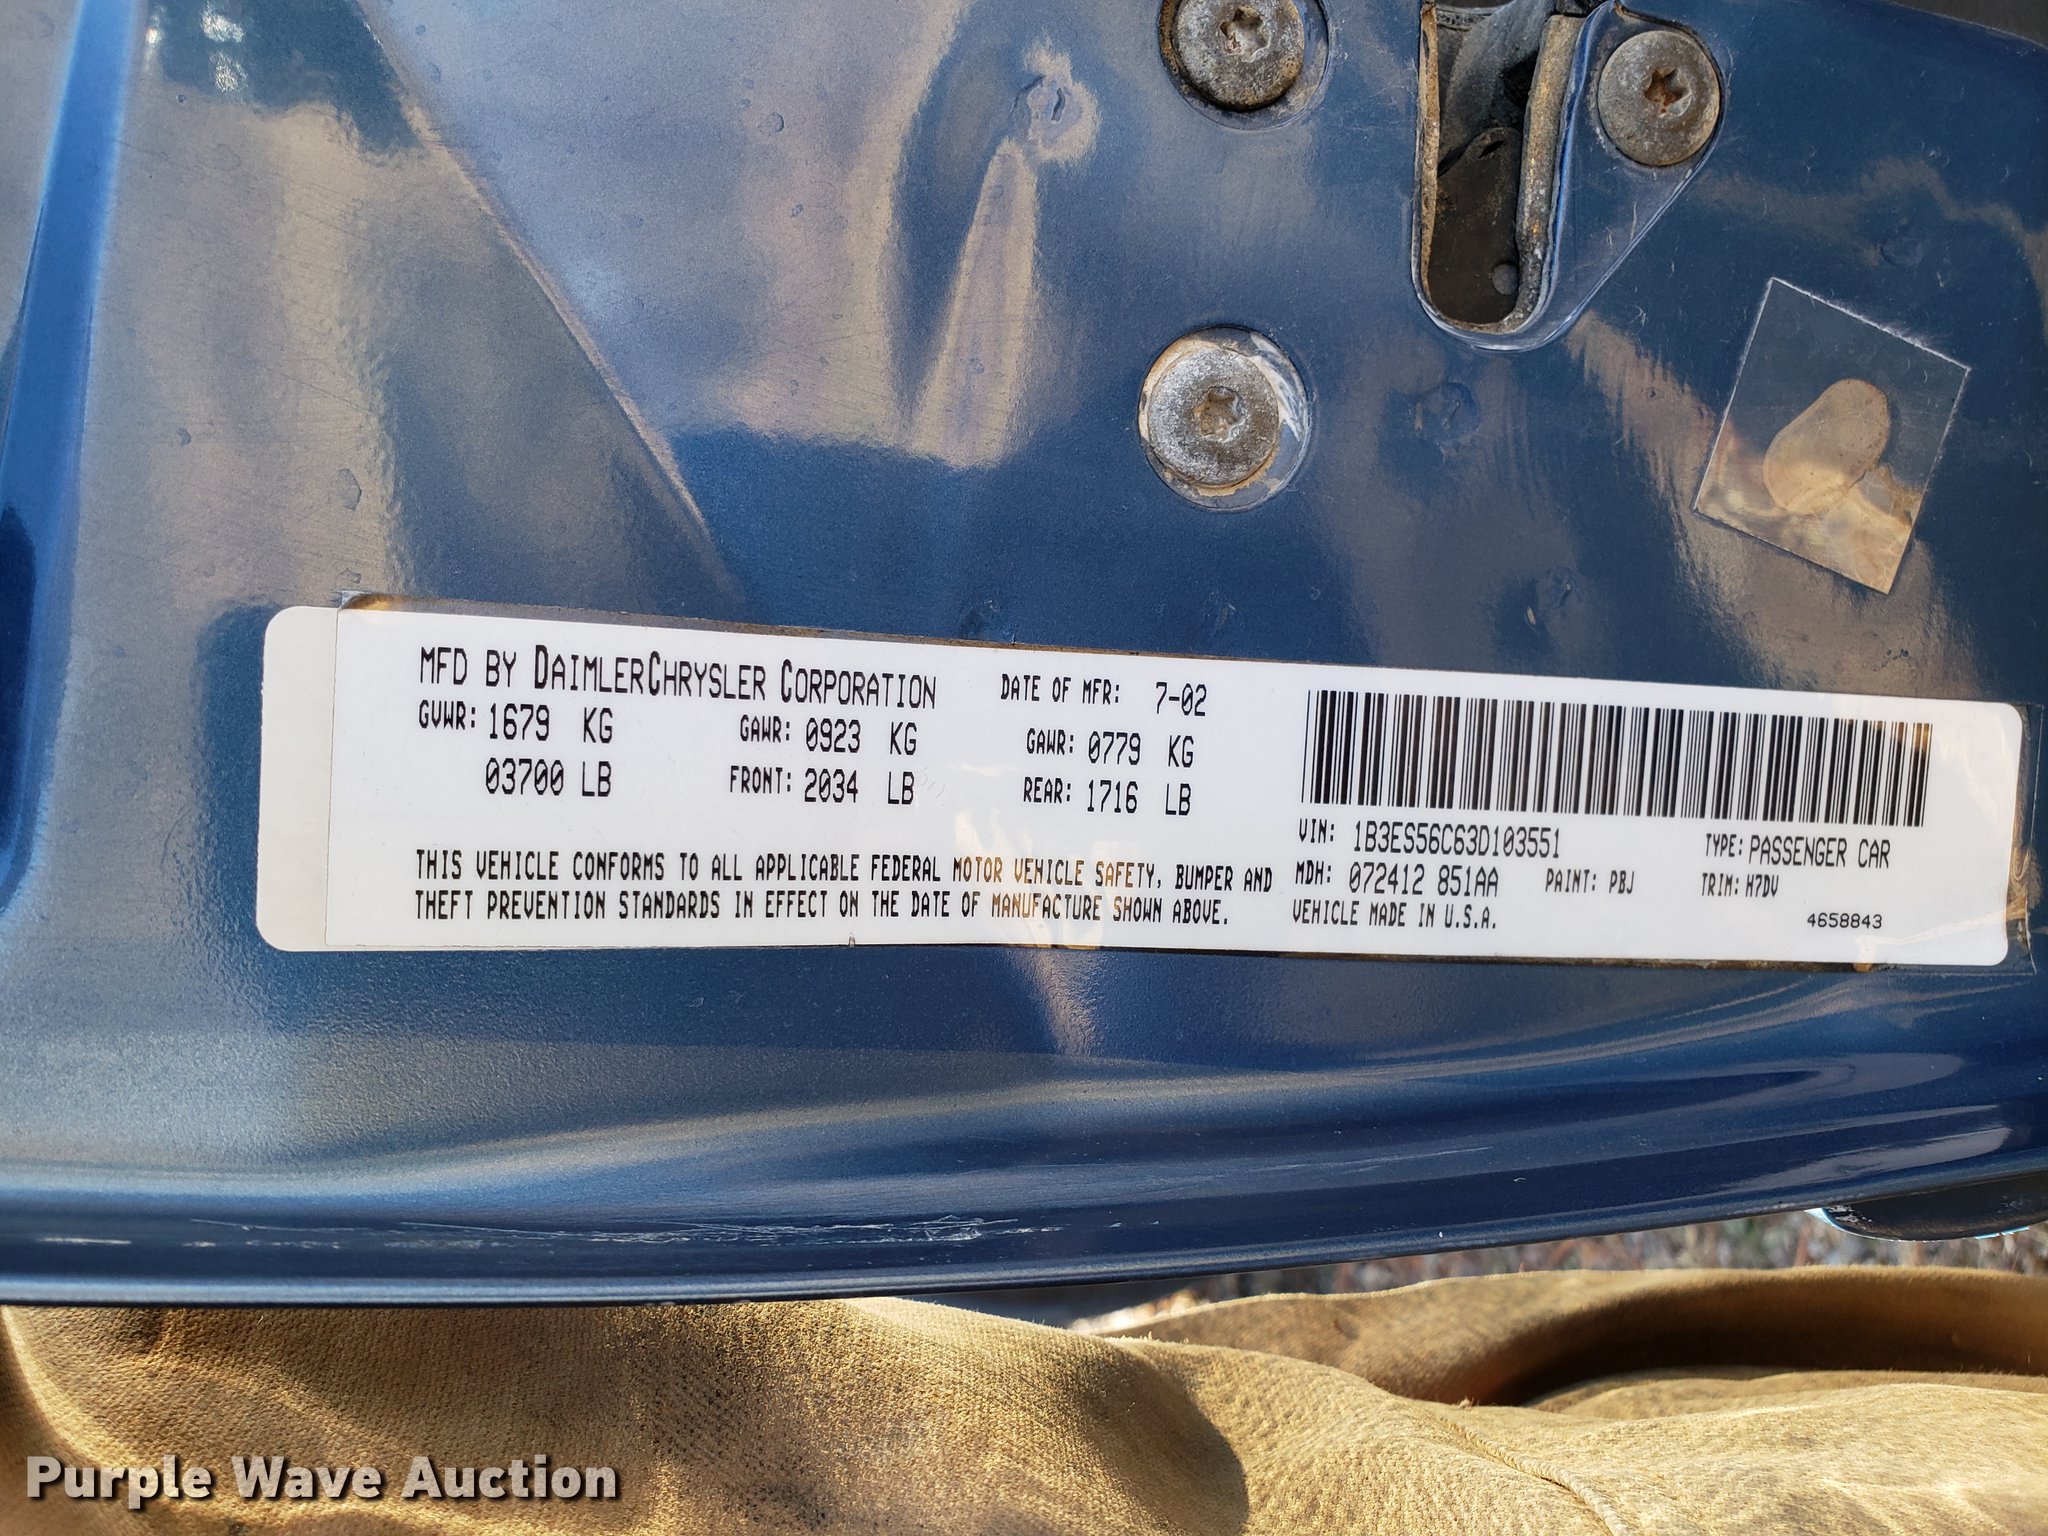 MFD BY DAIMLERCHRYSLER CORPORATION DATE OF MFR: 7-02
GVWR: 1679 KG GAWR: 0923 KG GAWR: 0779 KG
03700 LB FRONT: 2034 LB REAR: 1716 LB
THIS VEHICLE CONFORMS TO ALL APPLICABLE FEDERAL MOTOR VEHICLE SAFETY, BUMPER AND
THEFT PREVENTION STANDARDS IN EFFECT ON THE DATE OF MANUFACTURE SHOWN ABOVE.
VIN: 1B3ES56C63D103551 TYPE: PASSENGER CAR
MDH: 072412 851AA PAINT: PBJ TRIM: H7DV
VEHICLE MADE IN U.S.A. 4658843
Purple Wave Auction